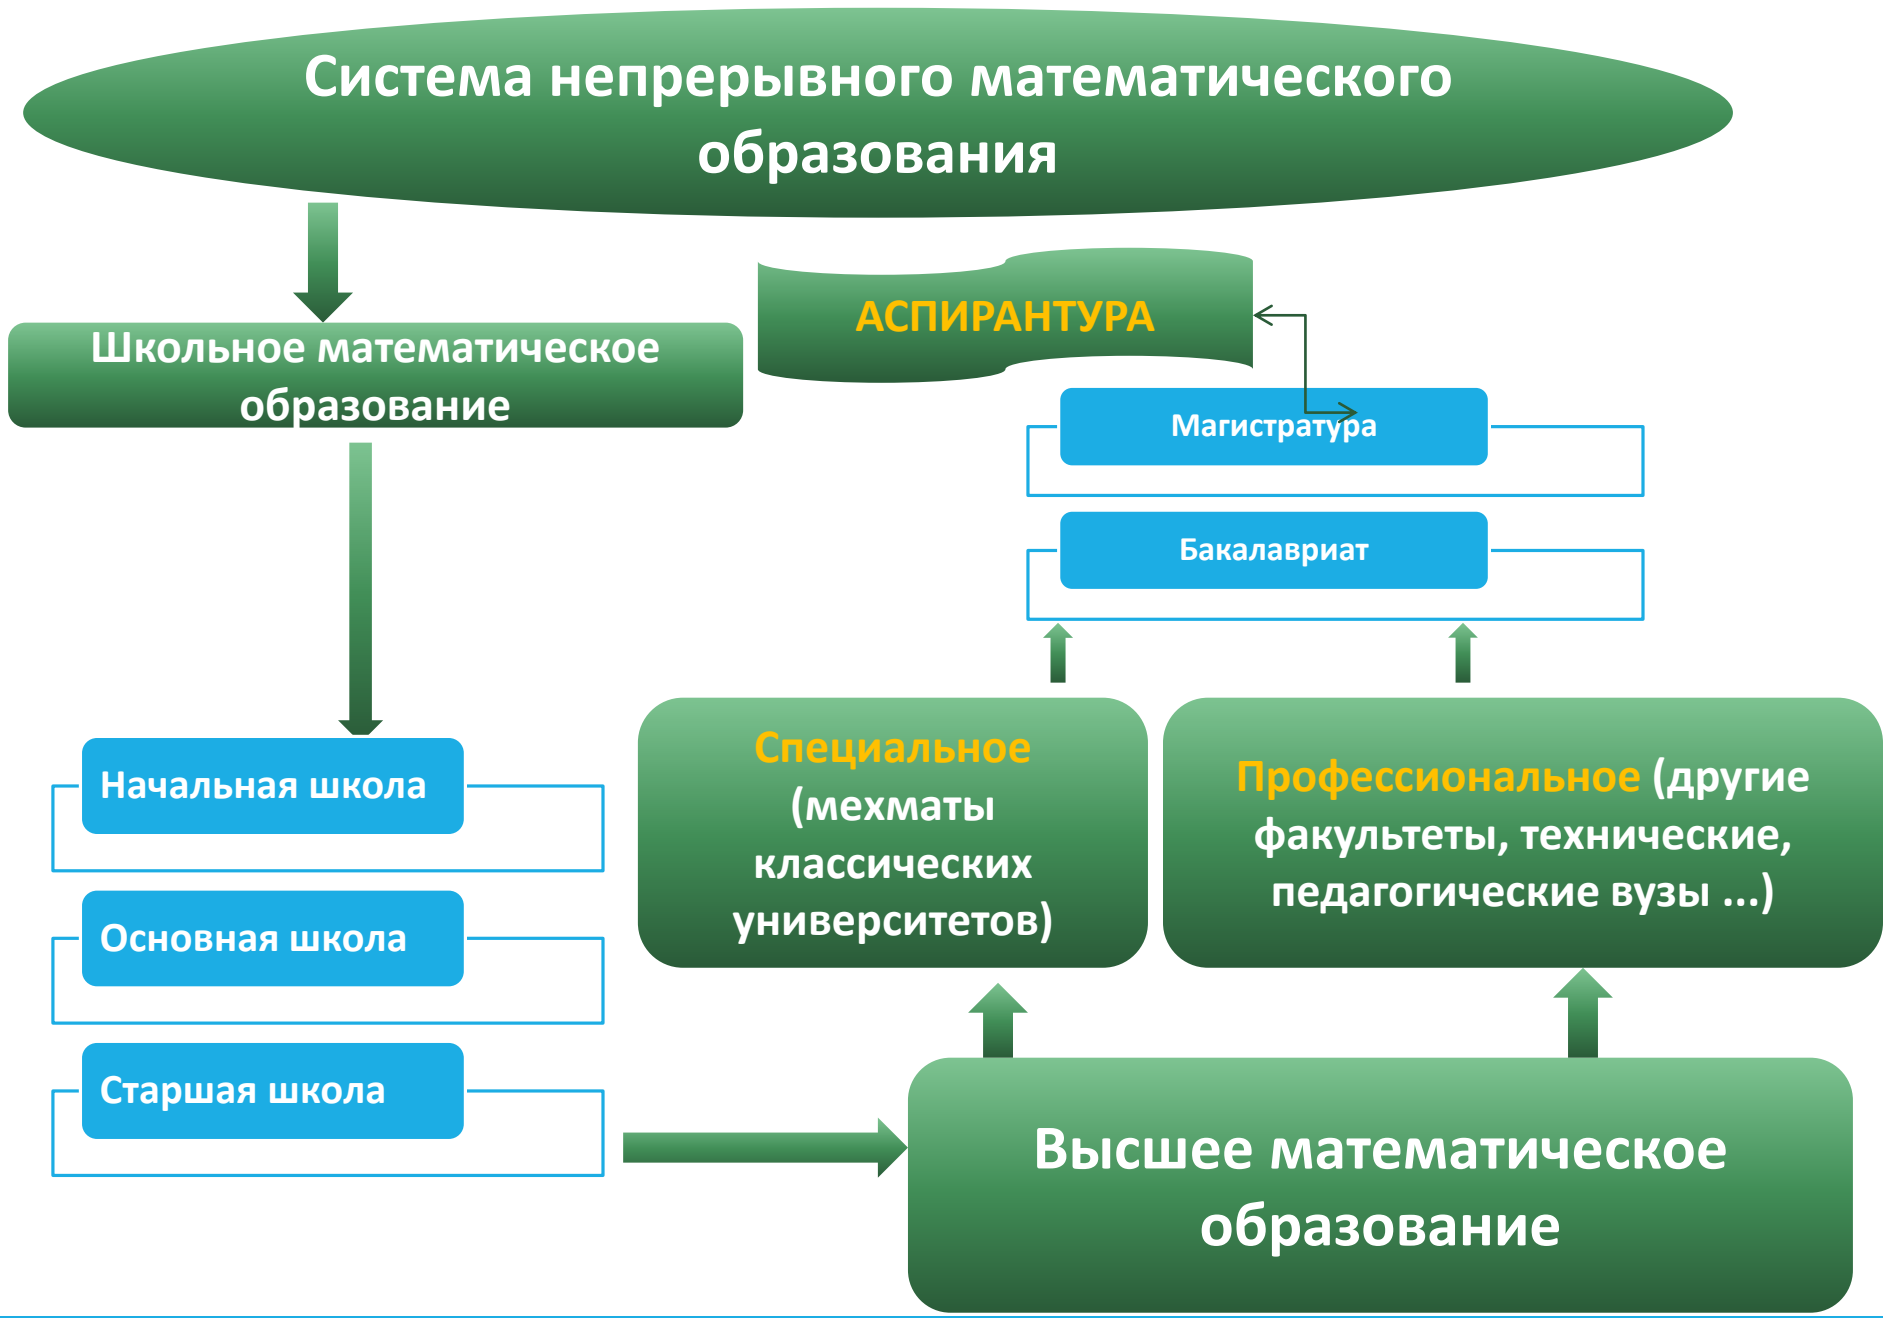 Система непрерывного математического
образования
АСПИРАНТУРА
Школьное математическое
образование
Магистратура
Бакалавриат
Начальная школа
Основная школа
Старшая школа
Специальное
(мехматы
классических
университетов)
Профессиональное (другие
факультеты, технические,
педагогические вузы ...)
Высшее математическое
образование